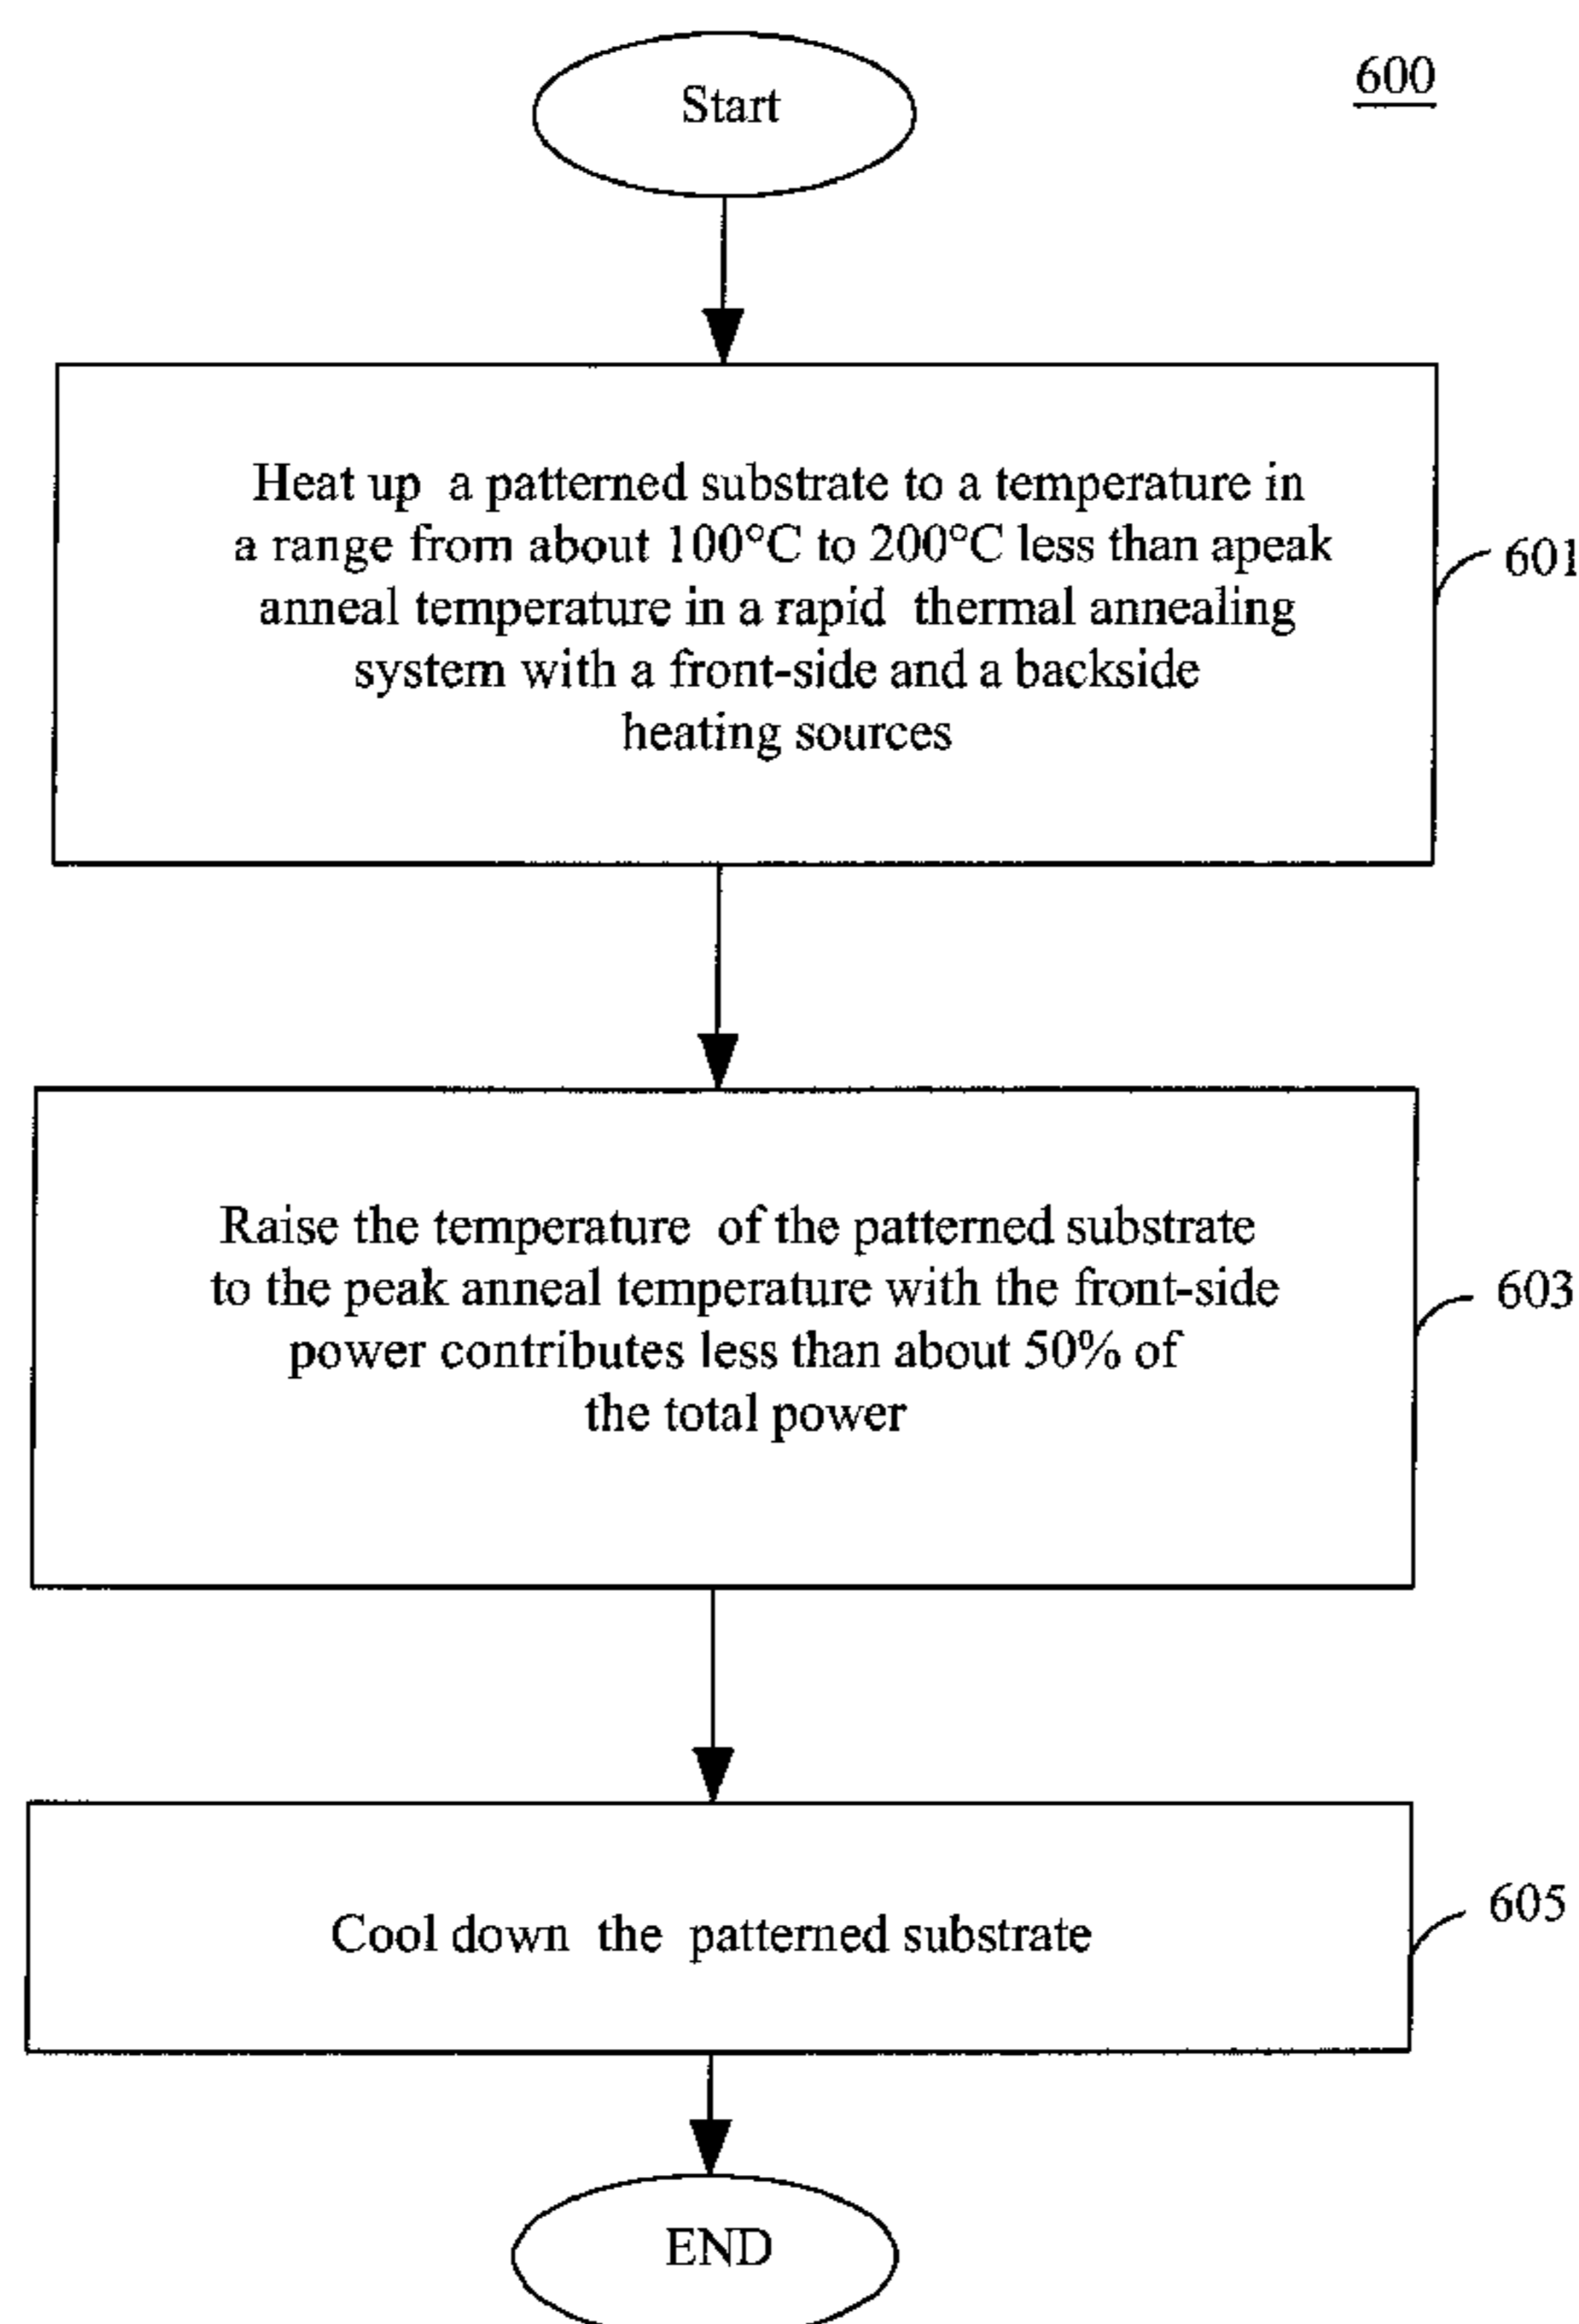 Start
600
Heat up a patterned substrate to a temperature in
a range from about 100°C to 200°C less than apeak
anneal temperature in a rapid thermal annealing
system with a front-side and a backside
heating sources
601
Raise the temperature of the patterned substrate
to the peak anneal temperature with the front-side
power contributes less than about 50% of
the total power
603
Cool down the patterned substrate
605
END